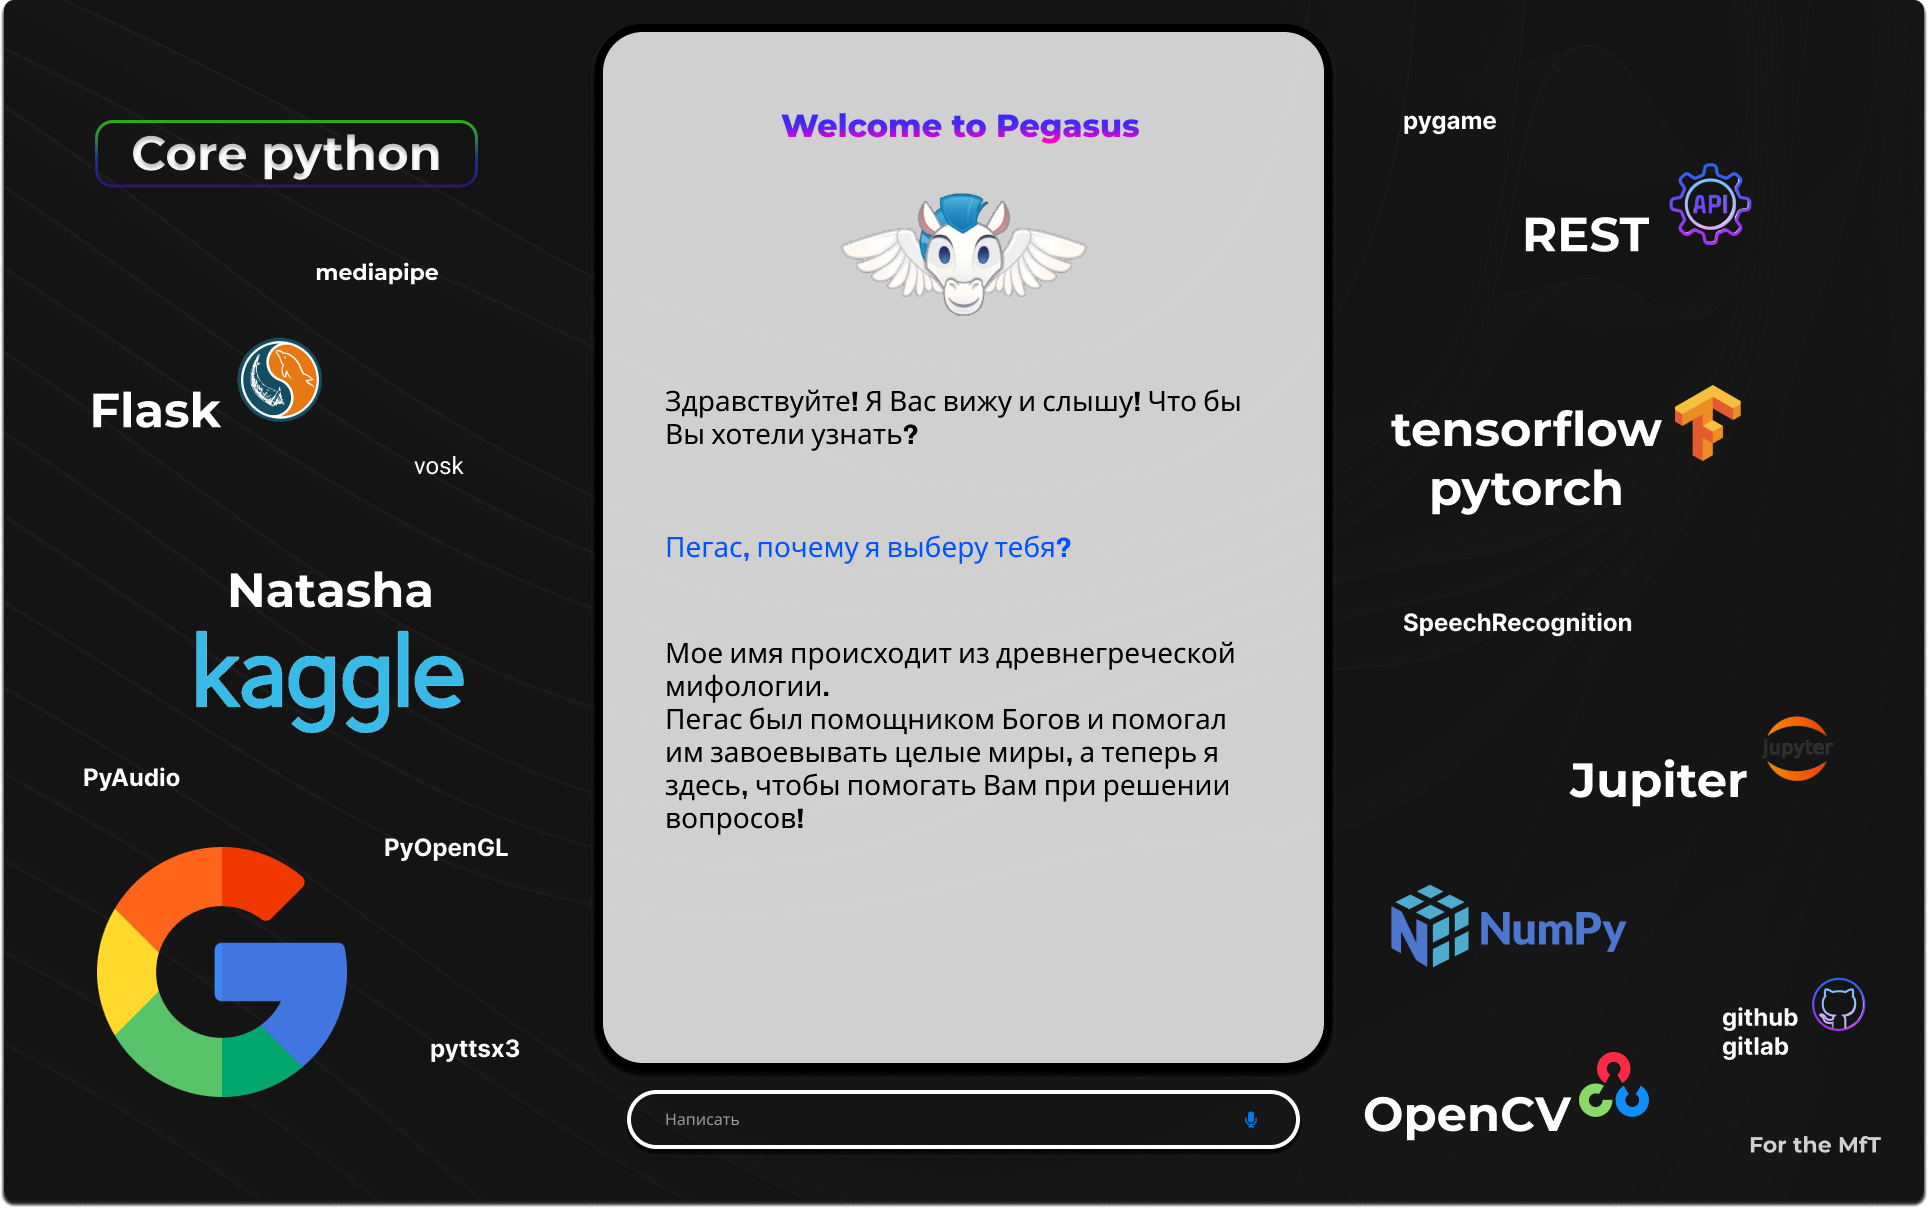 Core python
mediapipe
Flask
vosk
Natasha
kaggle
PyAudio
PyOpenGL
pyttsx3
Welcome to Pegasus
Здравствуйте! Я Вас вижу и слышу! Что бы
Вы хотели узнать?
Пегас, почему я выберу тебя?
Мое имя происходит из древнегреческой
мифологии.
Пегас был помощником Богов и помогал
им завоевывать целые миры, а теперь я
здесь, чтобы помогать Вам при решении
вопросов!
Написать
pygame
API
REST
tensorflow
pytorch
SpeechRecognition
jupyter
Jupiter
NumPy
github
gitlab
OpenCV
For the MfT